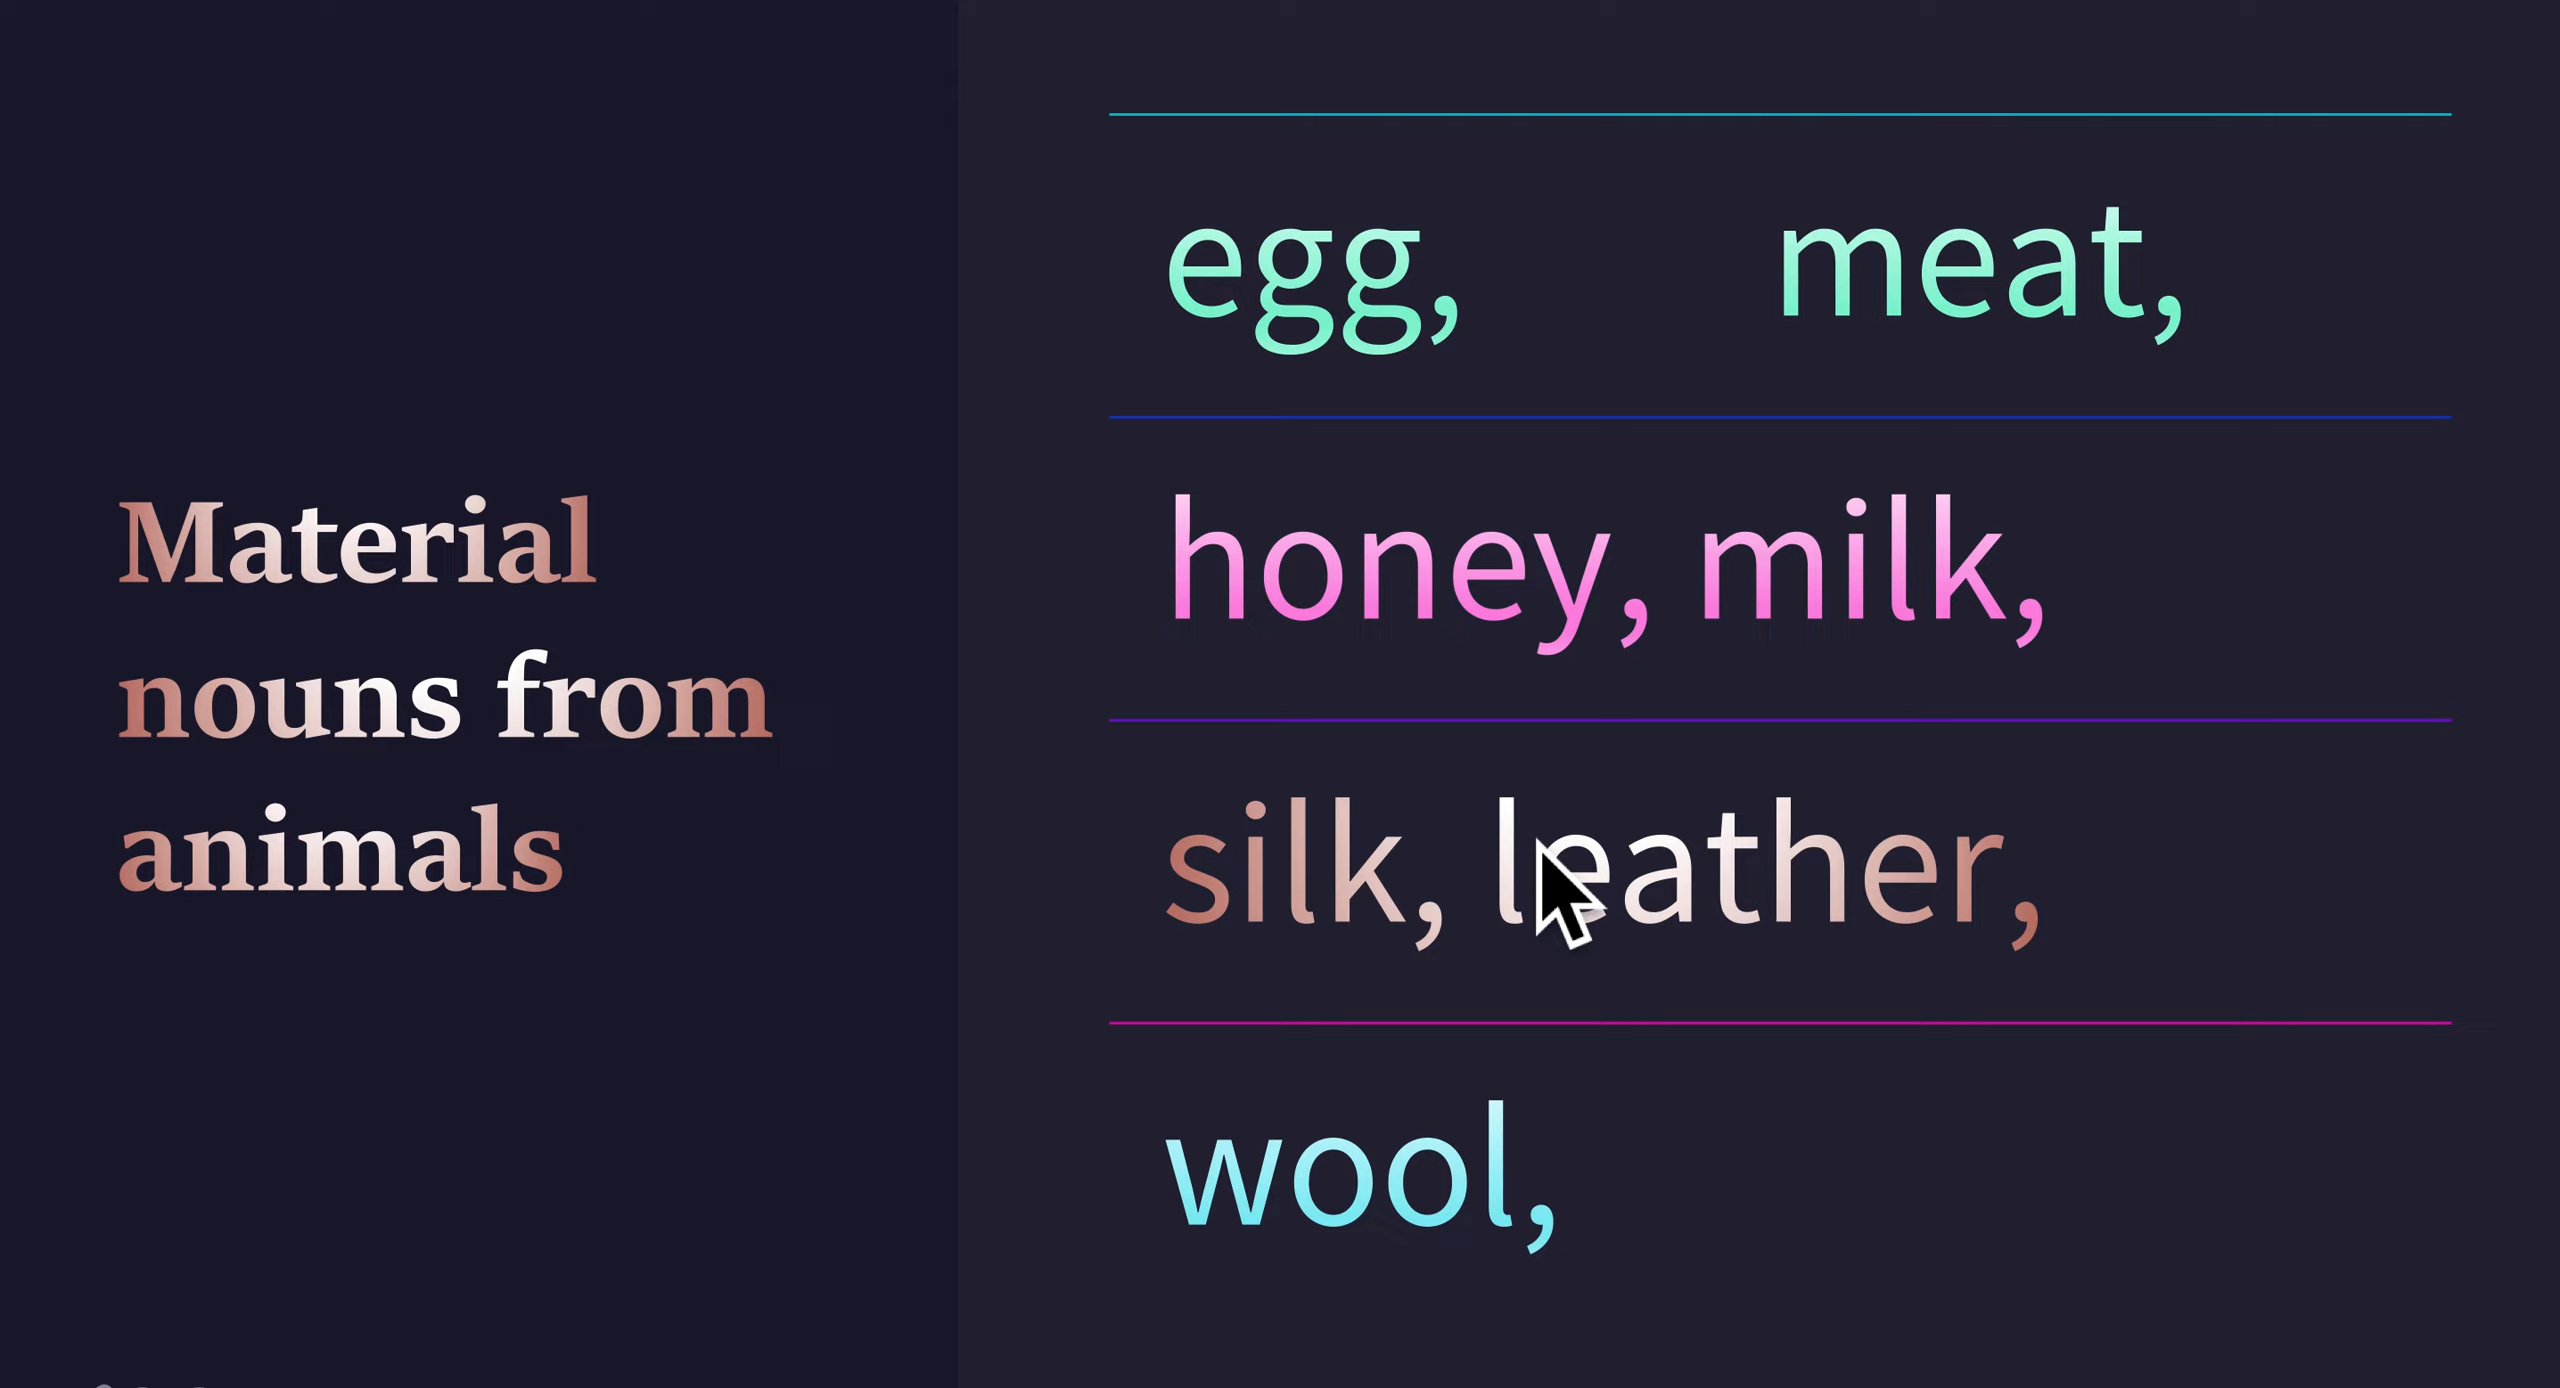 Material
nouns from
animals
egg, meat,
honey, milk,
silk, leather,
wool,